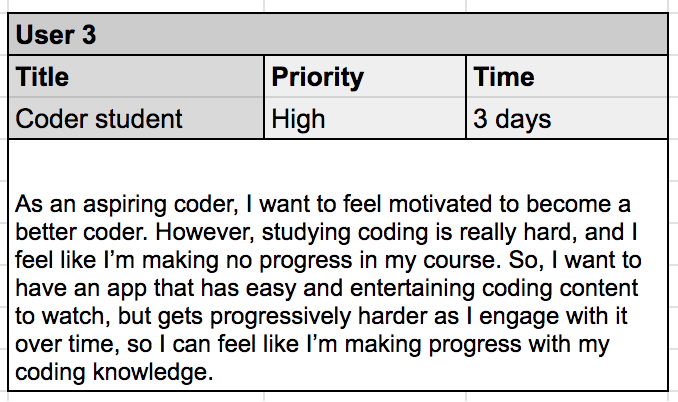 User 3
Title Priority Time
Coder student High 3 days
As an aspiring coder, I want to feel motivated to become a
better coder. However, studying coding is really hard, and I
feel like I’m making no progress in my course. So, I want to
have an app that has easy and entertaining coding content
to watch, but gets progressively harder as I engage with it
over time, so I can feel like I’m making progress with my
coding knowledge.